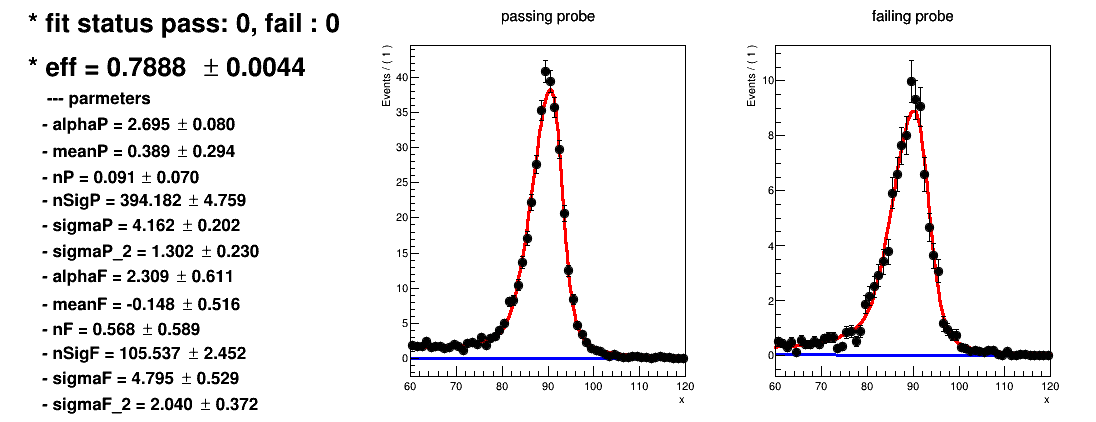 * fit status pass: 0, fail : 0
* eff = 0.7888 ± 0.0044
--- parmeters
- alphaP = 2.695 ± 0.080
- meanP = 0.389 ± 0.294
- nP = 0.091 ± 0.070
- nSigP = 394.182 ± 4.759
- sigmaP = 4.162 ± 0.202
- sigmaP_2 = 1.302 ± 0.230
- alphaF = 2.309 ± 0.611
- meanF = -0.148 ± 0.516
- nF = 0.568 ± 0.589
- nSigF = 105.537 ± 2.452
- sigmaF = 4.795 ± 0.529
- sigmaF_2 = 2.040 ± 0.372
passing probe
Events / ( 1 )
40
35
30
25
20
15
10
5
0
60 70 80 90 100 110 120
x
failing probe
Events / ( 1 )
10
8
6
4
2
0
60 70 80 90 100 110 120
x